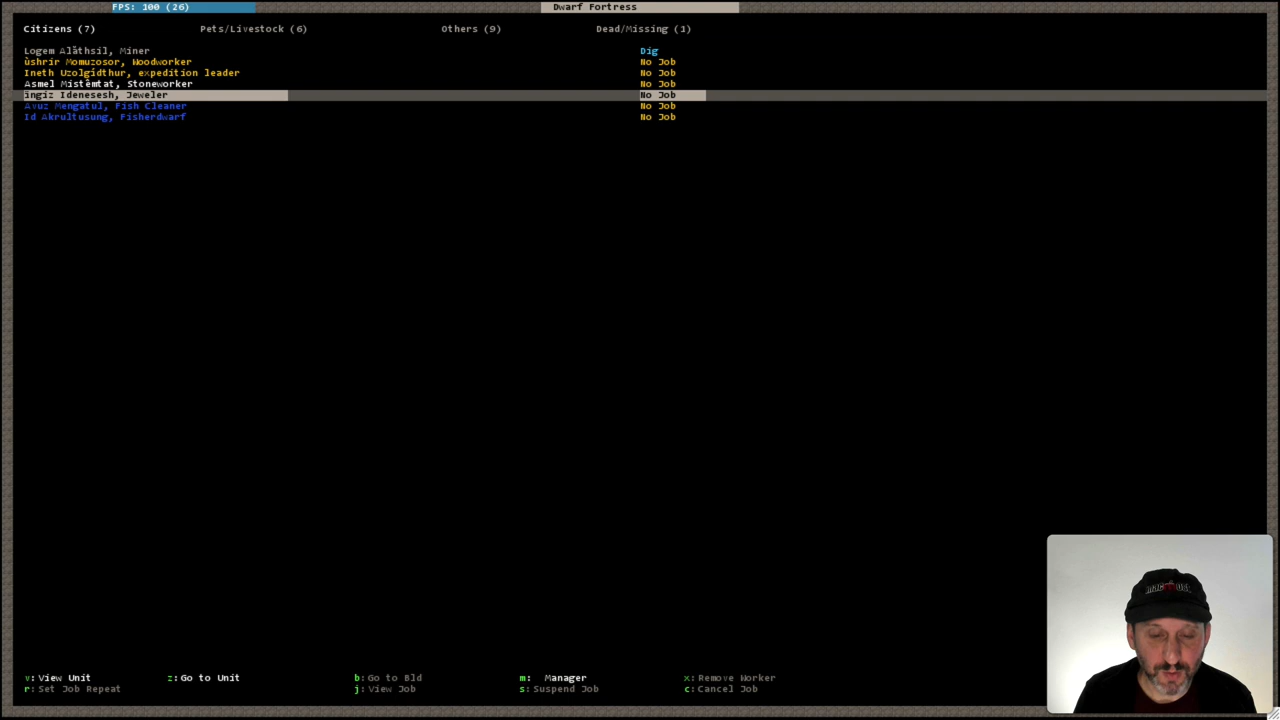 FPS: 100 (26)
Dwarf Fortress
Citizens (7) Pets/Livestock (6) Others (9) Dead/Missing (1)
Logem Alåthsil, Miner Dig
ùshrir Momuzosor, Woodworker No Job
Ineth Uzolgidthur, expedition leader No Job
Asmel Mistêmtat, Stoneworker No Job
ingiz Idenesesh, Jeweler No Job
Avuz Mengatul, Fish Cleaner No Job
Id Akrultusung, Fisherdwarf No Job
v: View Unit z: Go to Unit b: Go to Bld m: Manager x: Remove Worker
r: Set Job Repeat j: View Job s: Suspend Job c: Cancel Job